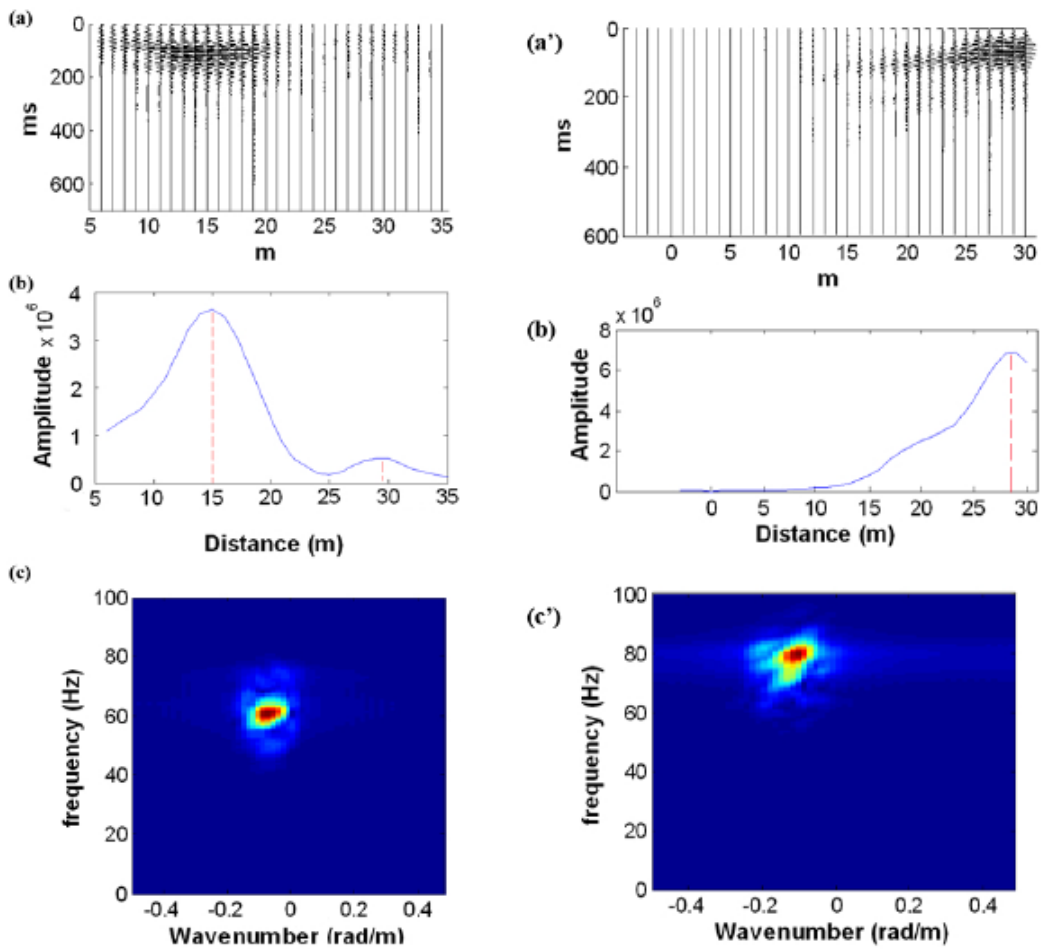 (a)
0
200
400
600
ms
5 10 15 20 25 30 35
m
(a’)
0
200
400
600
ms
0 5 10 15 20 25 30
m
(b)
4
3
2
1
0
Amplitude x 10^6
5 10 15 20 25 30 35
Distance (m)
(b)
x 10^6
8
6
4
2
0
Amplitude
0 5 10 15 20 25 30
Distance (m)
(c)
100
80
60
40
20
0
frequency (Hz)
-0.4 -0.2 0 0.2 0.4
Wavenumber (rad/m)
(c’)
100
80
60
40
20
0
frequency (Hz)
-0.4 -0.2 0 0.2 0.4
Wavenumber (rad/m)